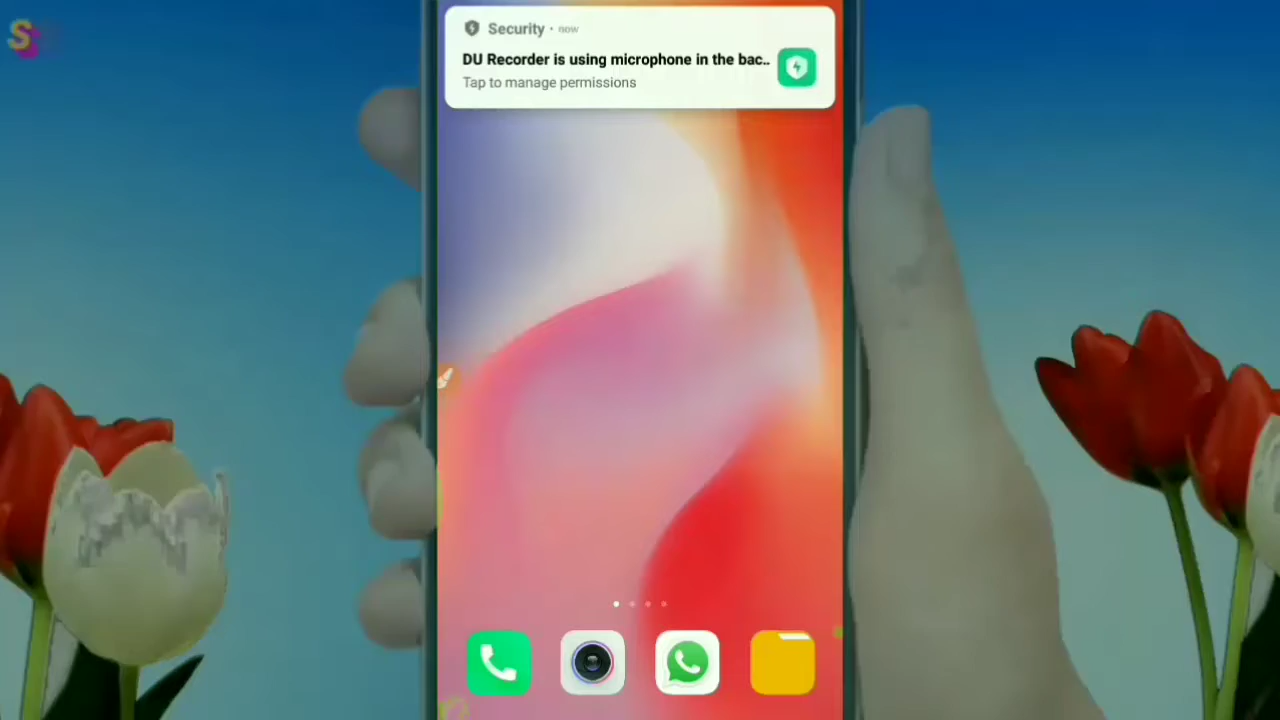 S
Security · now
DU Recorder is using microphone in the bac..
Tap to manage permissions